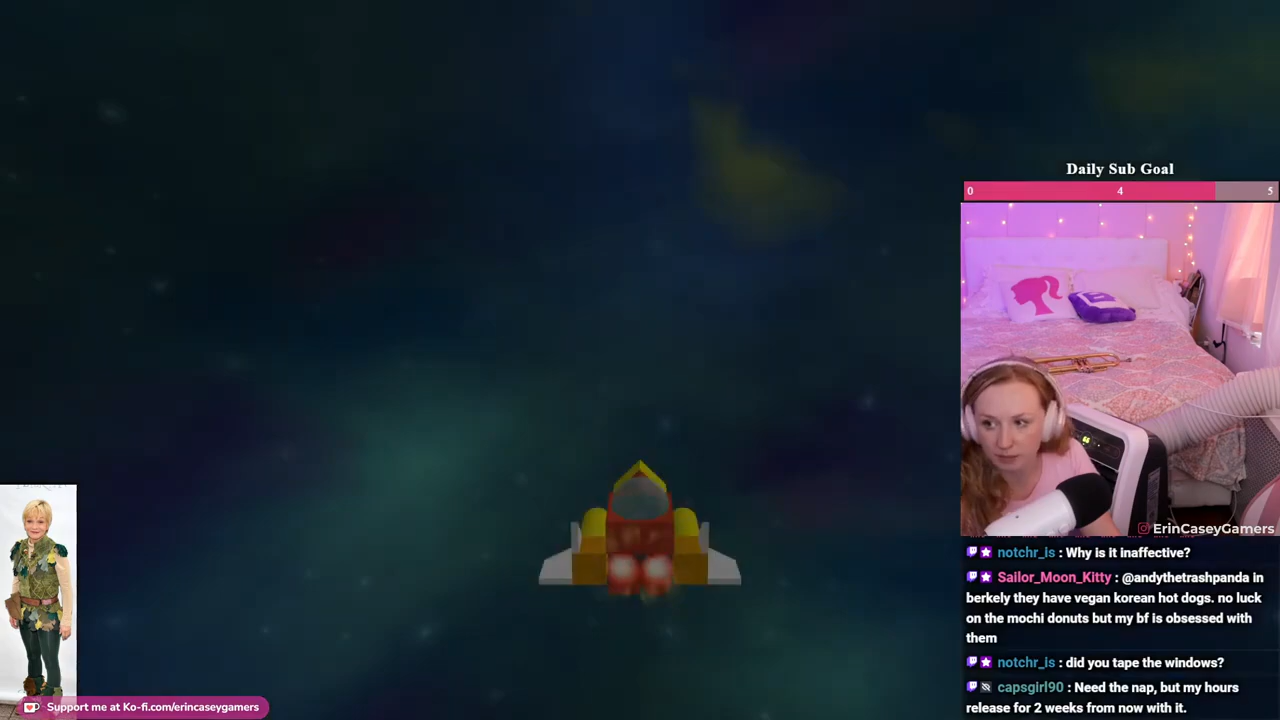 Daily Sub Goal
0 4 5
ErinCaseyGamers
notchr_is : Why is it inaffective?
Sailor_Moon_Kitty : @andythetrashpanda in
berkely they have vegan korean hot dogs. no luck
on the mochi donuts but my bf is obsessed with
them
notchr_is : did you tape the windows?
capsgirl90 : Need the nap, but my hours
release for 2 weeks from now with it.
Support me at Ko-fi.com/erincaseygamers